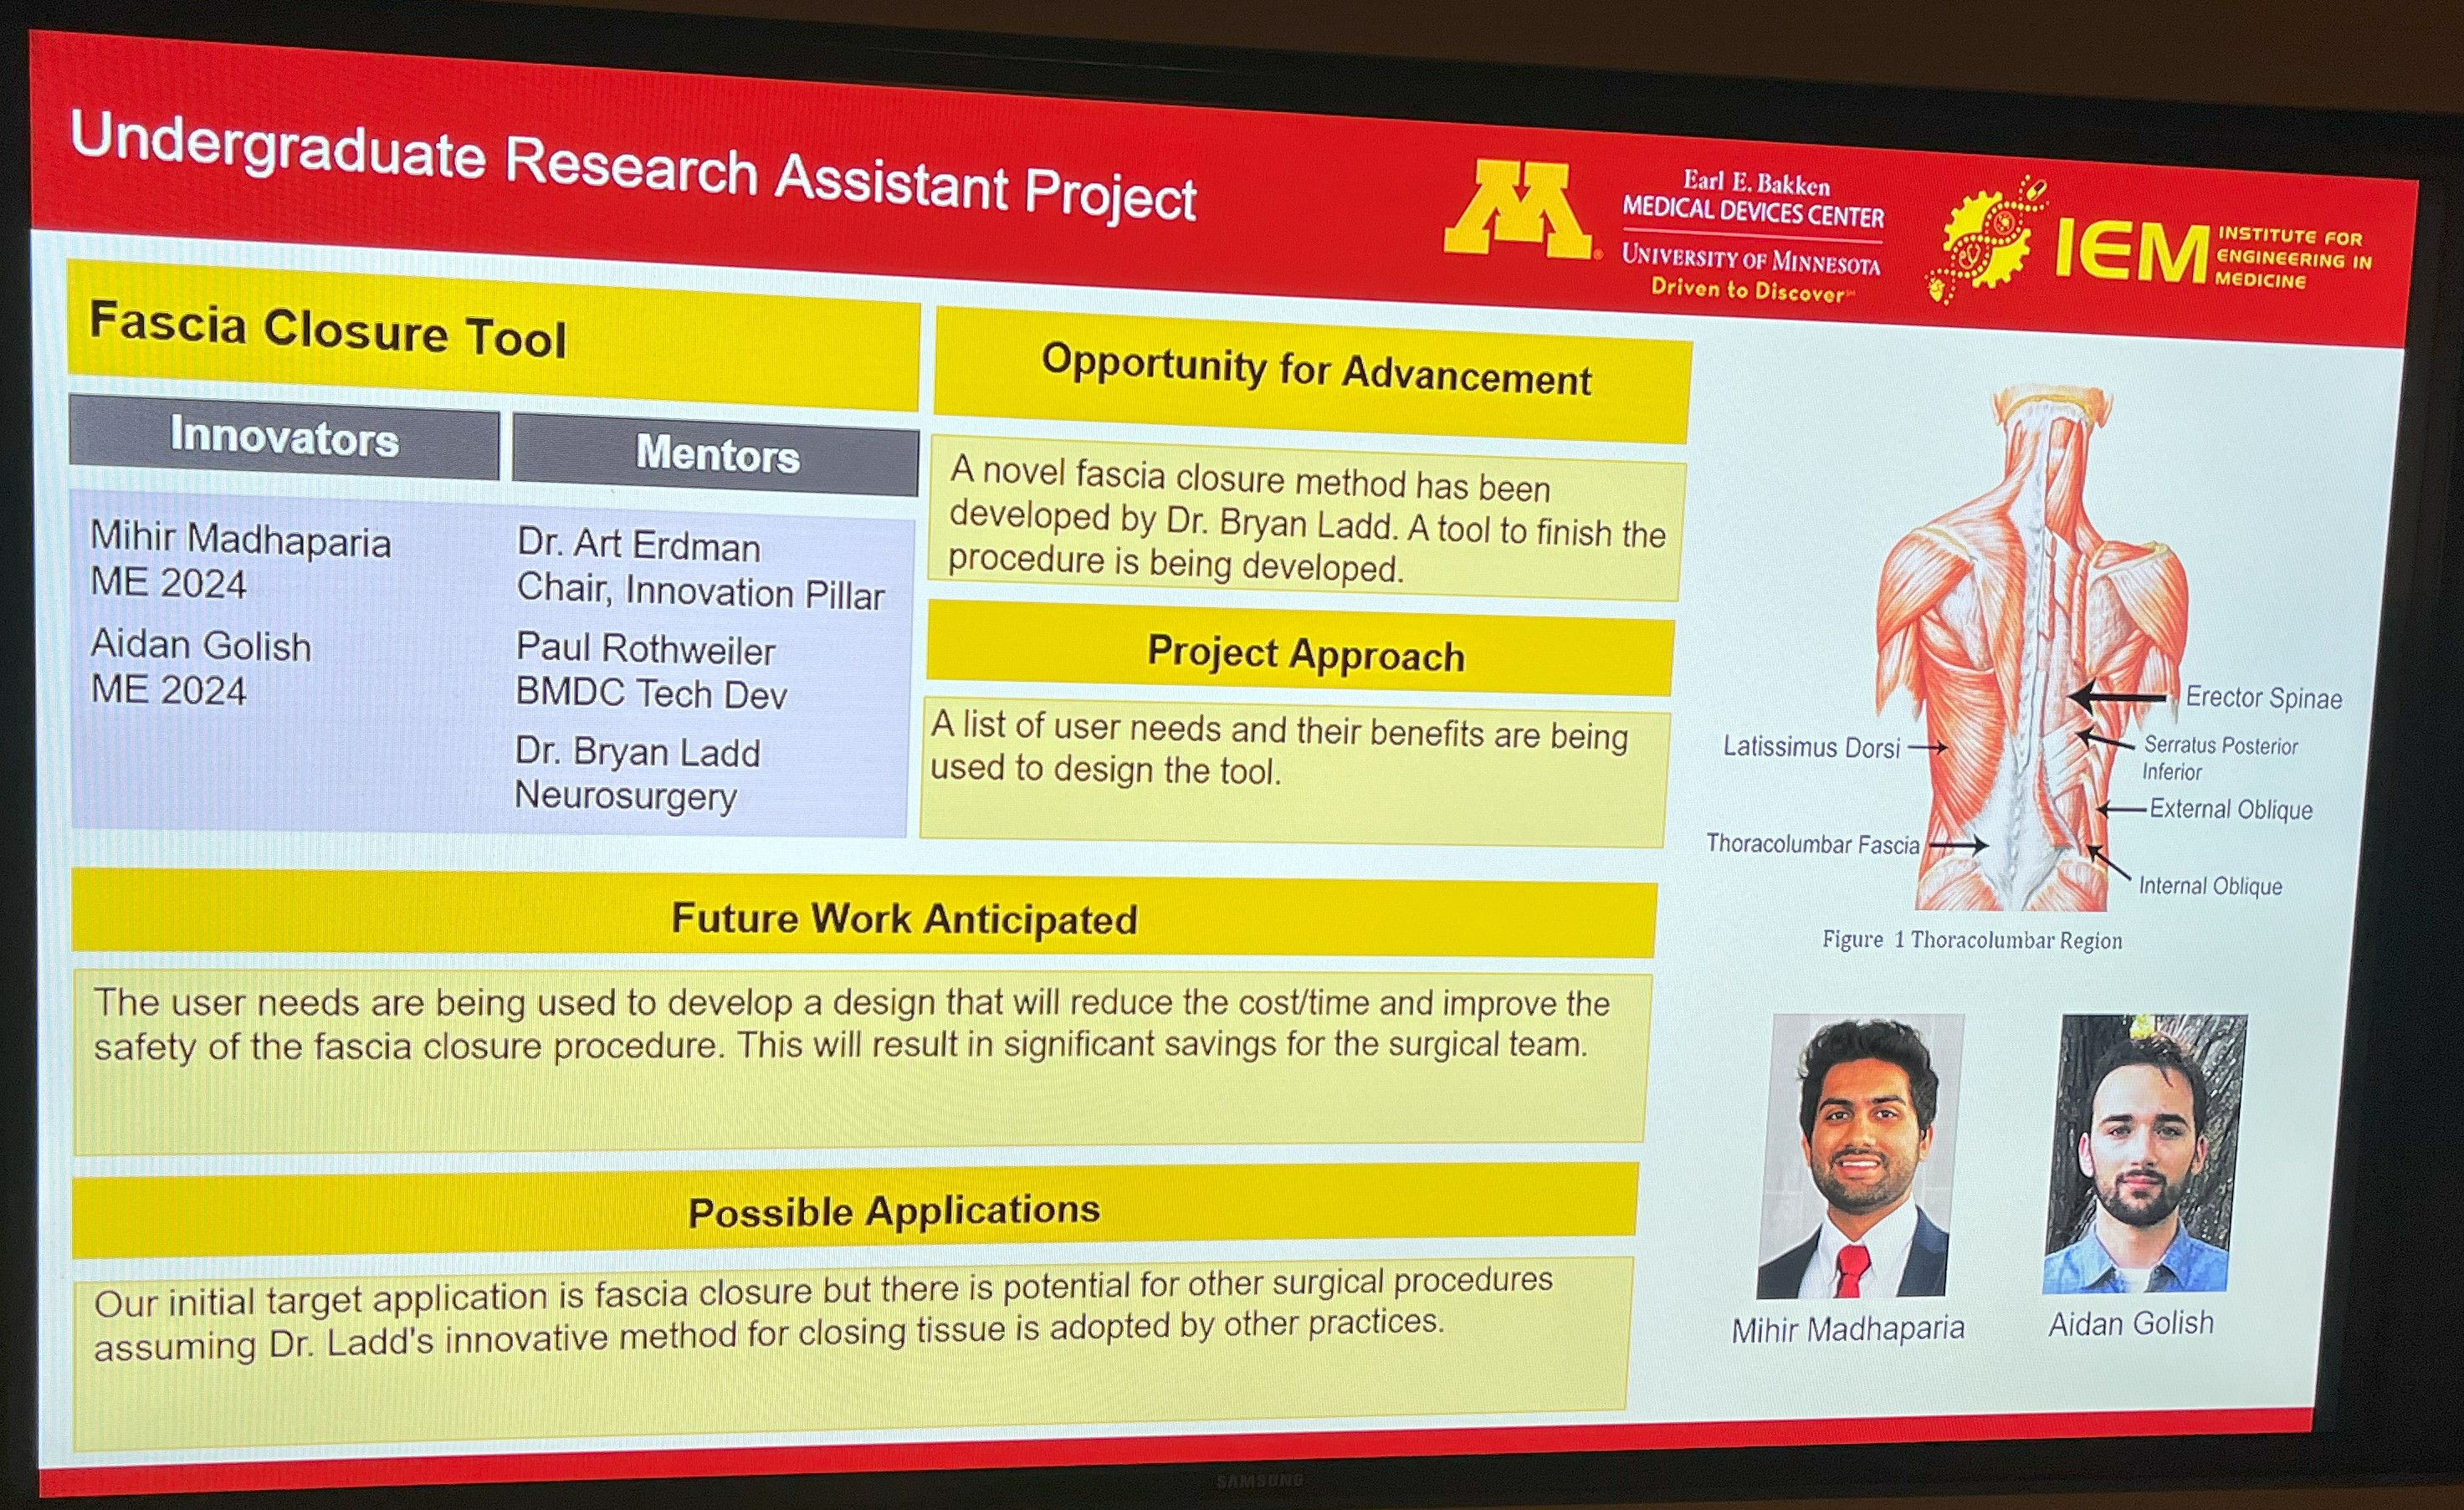 Undergraduate Research Assistant Project
M
Earl E. Bakken
MEDICAL DEVICES CENTER
UNIVERSITY OF MINNESOTA
Driven to Discover℠
IEM
INSTITUTE FOR
ENGINEERING IN
MEDICINE
Fascia Closure Tool
Innovators
Mentors
Mihir Madhaparia
ME 2024
Aidan Golish
ME 2024
Dr. Art Erdman
Chair, Innovation Pillar
Paul Rothweiler
BMDC Tech Dev
Dr. Bryan Ladd
Neurosurgery
Opportunity for Advancement
A novel fascia closure method has been
developed by Dr. Bryan Ladd. A tool to finish the
procedure is being developed.
Project Approach
A list of user needs and their benefits are being
used to design the tool.
Future Work Anticipated
The user needs are being used to develop a design that will reduce the cost/time and improve the
safety of the fascia closure procedure. This will result in significant savings for the surgical team.
Possible Applications
Our initial target application is fascia closure but there is potential for other surgical procedures
assuming Dr. Ladd's innovative method for closing tissue is adopted by other practices.
Erector Spinae
Latissimus Dorsi
Serratus Posterior
Inferior
External Oblique
Thoracolumbar Fascia
Internal Oblique
Figure 1 Thoracolumbar Region
Mihir Madhaparia
Aidan Golish
SAMSUNG